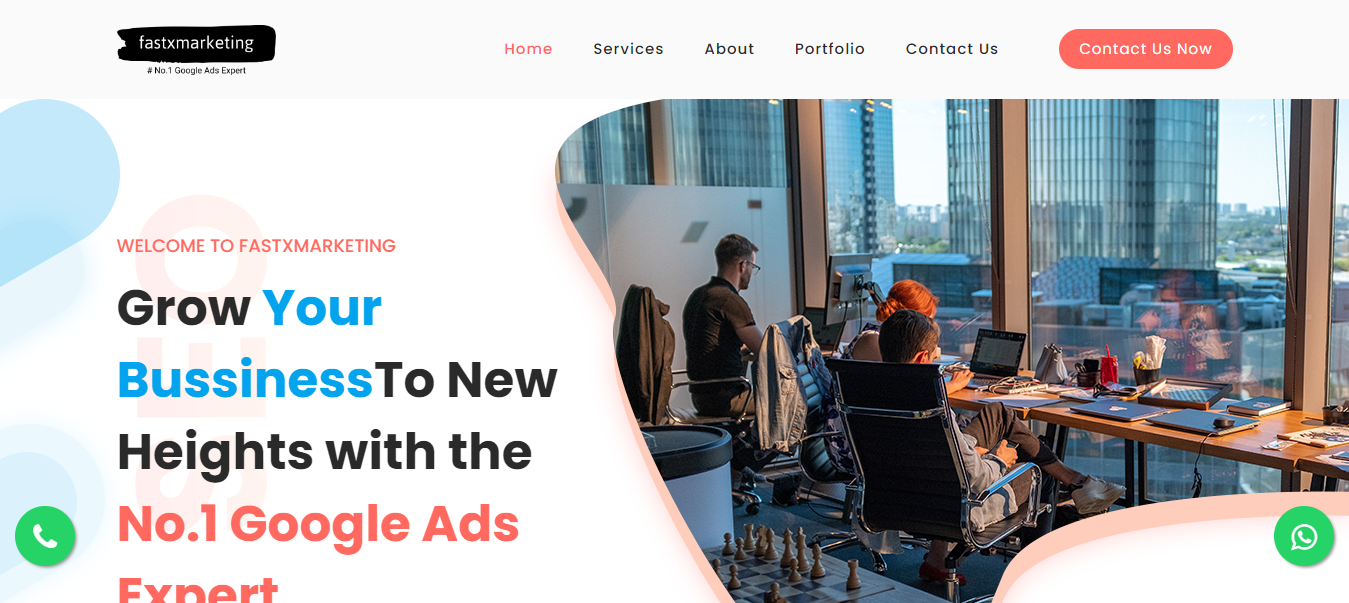 fastxmarketing
# No.1 Google Ads Expert
Home Services About Portfolio Contact Us Contact Us Now
SEO
WELCOME TO FASTXMARKETING
Grow Your
BussinessTo New
Heights with the
No.1 Google Ads
Expert